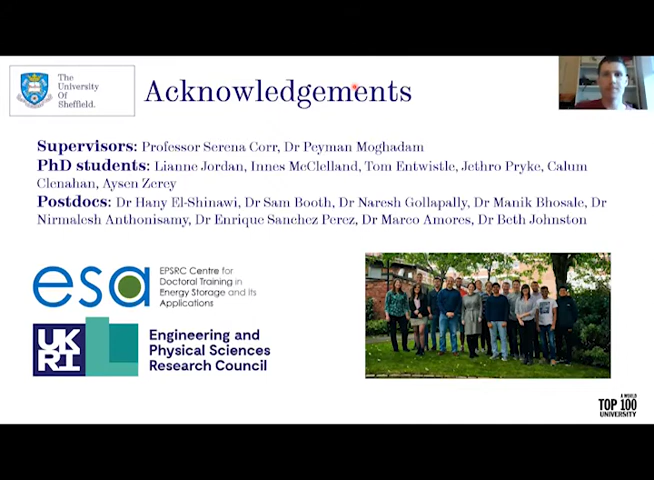 The
University
Of
Sheffield.
Acknowledgements
Supervisors: Professor Serena Corr, Dr Peyman Moghadam
PhD students: Lianne Jordan, Innes McClelland, Tom Entwistle, Jethro Pryke, Calum
Clenahan, Aysen Zerey
Postdocs: Dr Hany El-Shinawi, Dr Sam Booth, Dr Naresh Gollapally, Dr Manik Bhosale, Dr
Nirmalesh Anthonisamy, Dr Enrique Sanchez Perez, Dr Marco Amores, Dr Beth Johnston
esa
EPSRC Centre for
Doctoral Training in
Energy Storage and Its
Applications
UK
RI
Engineering and
Physical Sciences
Research Council
A WORLD
TOP 100
UNIVERSITY